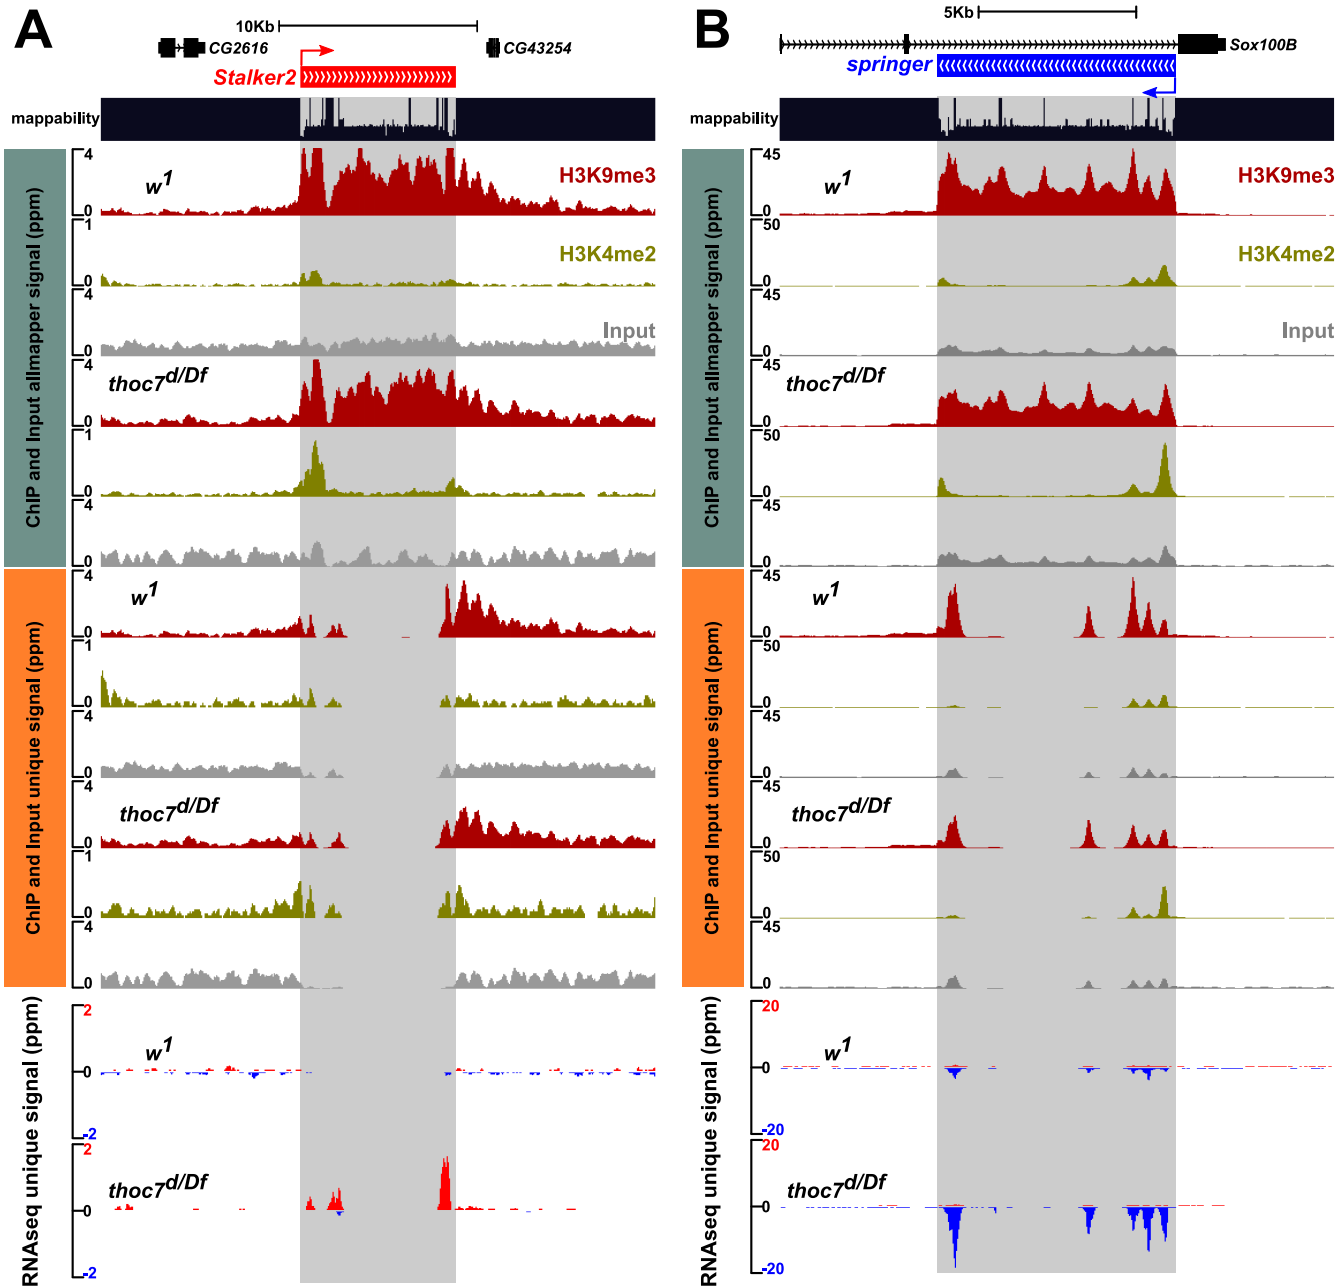 A
10Kb
CG2616
CG43254
Stalker2
mappability
ChIP and Input allmapper signal (ppm)
4
w1
H3K9me3
0
1
H3K4me2
0
4
Input
0
4
thoc7d/Df
0
1
0
4
0
ChIP and Input unique signal (ppm)
4
w1
0
1
0
4
0
4
thoc7d/Df
0
1
0
4
0
RNAseq unique signal (ppm)
2
w1
0
-2
2
thoc7d/Df
0
-2
B
5Kb
Sox100B
springer
mappability
ChIP and Input allmapper signal (ppm)
45
w1
H3K9me3
0
50
H3K4me2
0
45
Input
0
45
thoc7d/Df
0
50
0
45
0
ChIP and Input unique signal (ppm)
45
w1
0
50
0
45
0
45
thoc7d/Df
0
50
0
45
0
RNAseq unique signal (ppm)
20
w1
0
-20
20
thoc7d/Df
0
-20